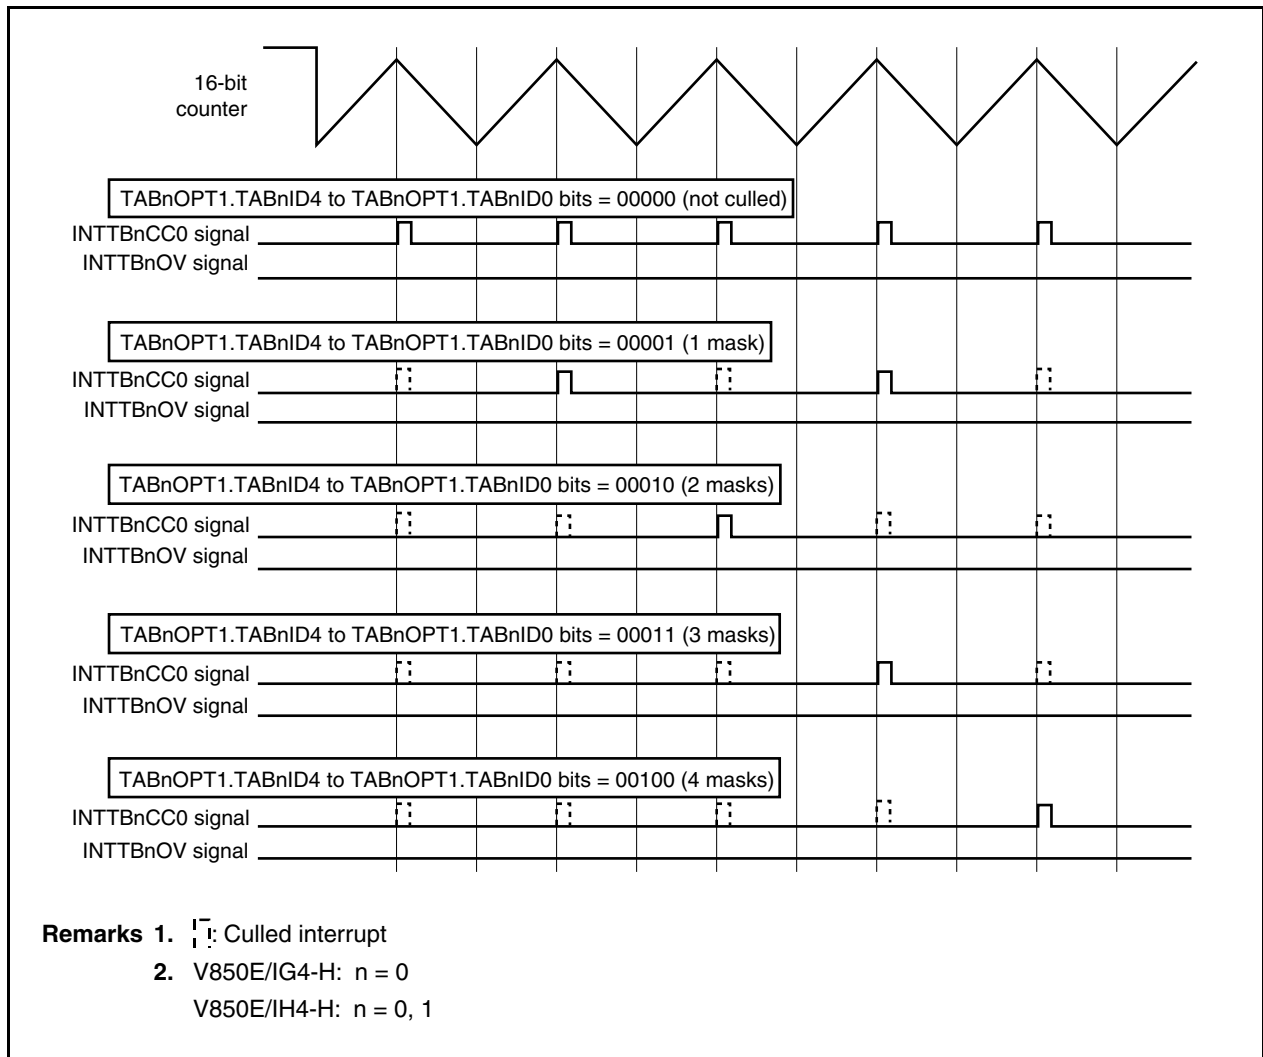 16-bit
counter
TABnOPT1.TABnID4 to TABnOPT1.TABnID0 bits = 00000 (not culled)
INTTBnCC0 signal
INTTBnOV signal
TABnOPT1.TABnID4 to TABnOPT1.TABnID0 bits = 00001 (1 mask)
INTTBnCC0 signal
INTTBnOV signal
TABnOPT1.TABnID4 to TABnOPT1.TABnID0 bits = 00010 (2 masks)
INTTBnCC0 signal
INTTBnOV signal
TABnOPT1.TABnID4 to TABnOPT1.TABnID0 bits = 00011 (3 masks)
INTTBnCC0 signal
INTTBnOV signal
TABnOPT1.TABnID4 to TABnOPT1.TABnID0 bits = 00100 (4 masks)
INTTBnCC0 signal
INTTBnOV signal
Remarks 1. : Culled interrupt
2. V850E/IG4-H: n = 0
V850E/IH4-H: n = 0, 1